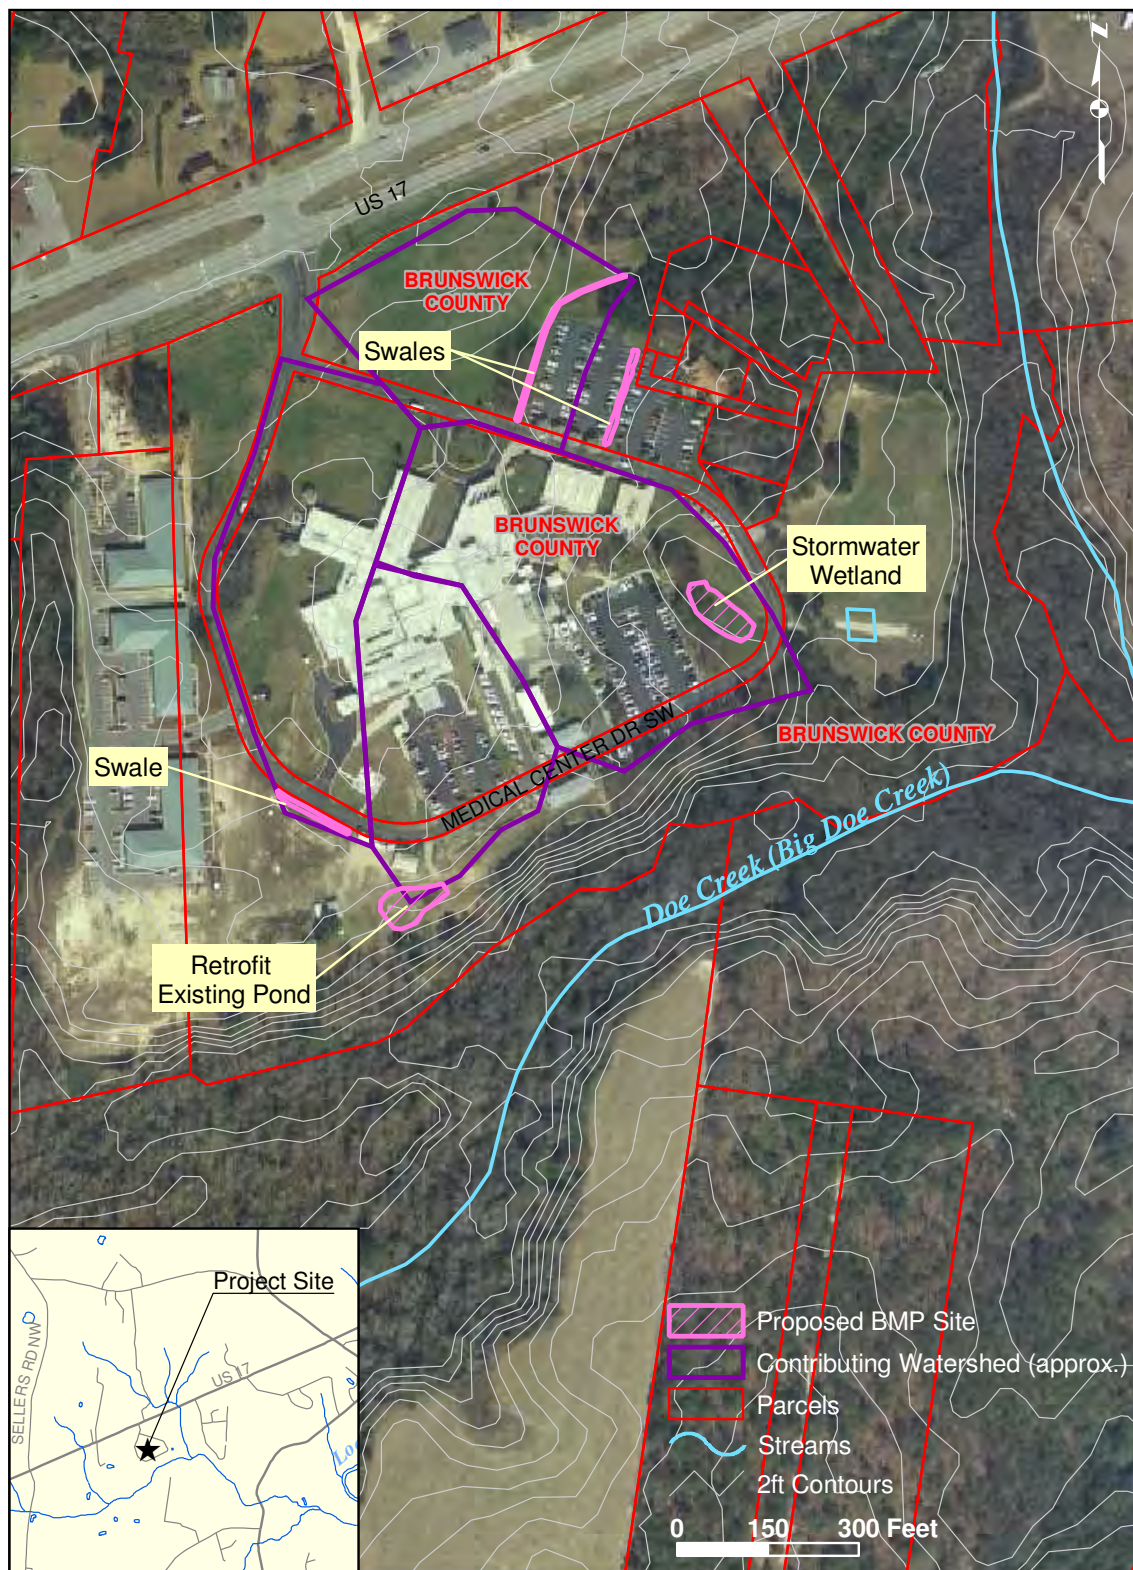 Z
US 17
BRUNSWICK
COUNTY
Swales
BRUNSWICK
COUNTY
Stormwater
Wetland
BRUNSWICK COUNTY
MEDICAL CENTER DR SW
Swale
Doe Creek (Big Doe Creek)
Retrofit
Existing Pond
Project Site
SELLERS RD NW
US 17
Proposed BMP Site
Contributing Watershed (approx.)
Parcels
Streams
2ft Contours
0 150 300 Feet